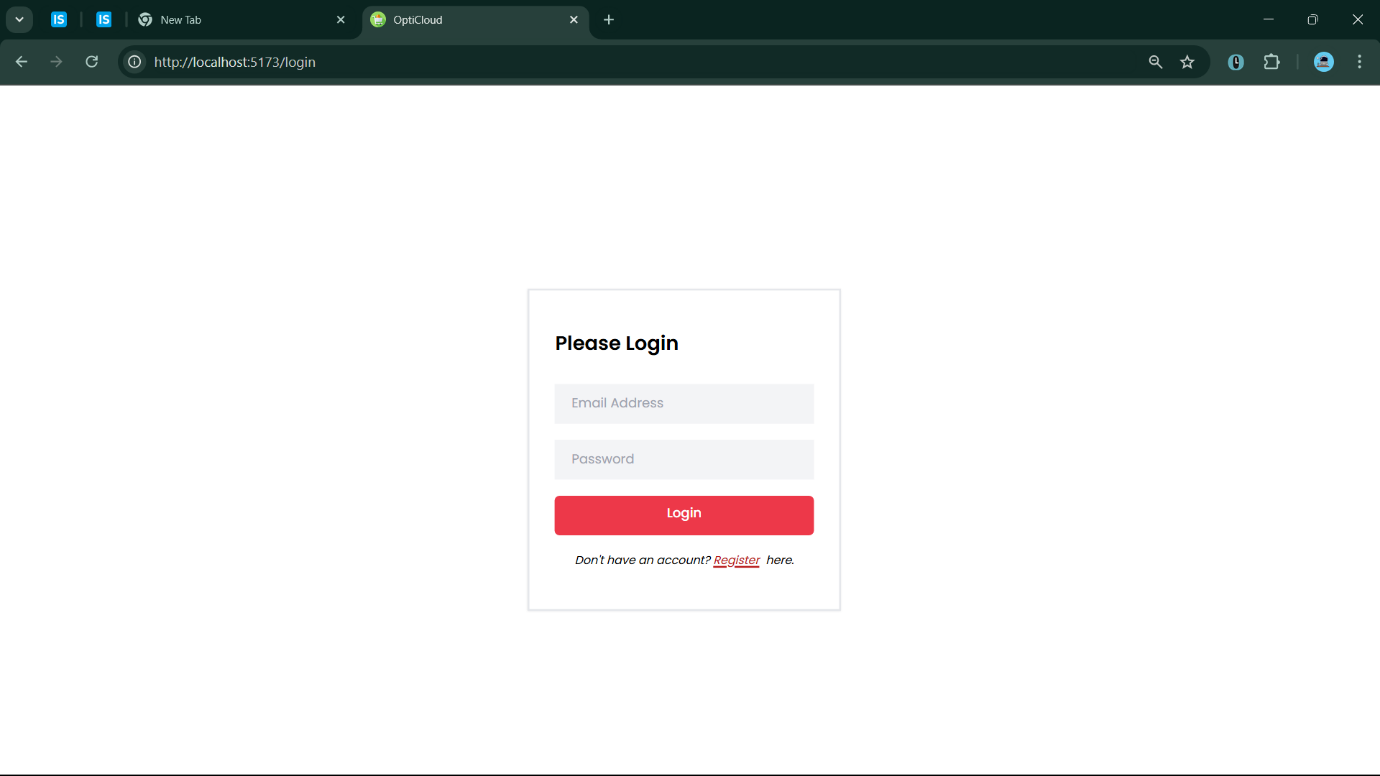 IS
IS
New Tab
OptiCloud
http://localhost:5173/login
Please Login
Email Address
Password
Login
Don't have an account? Register here.